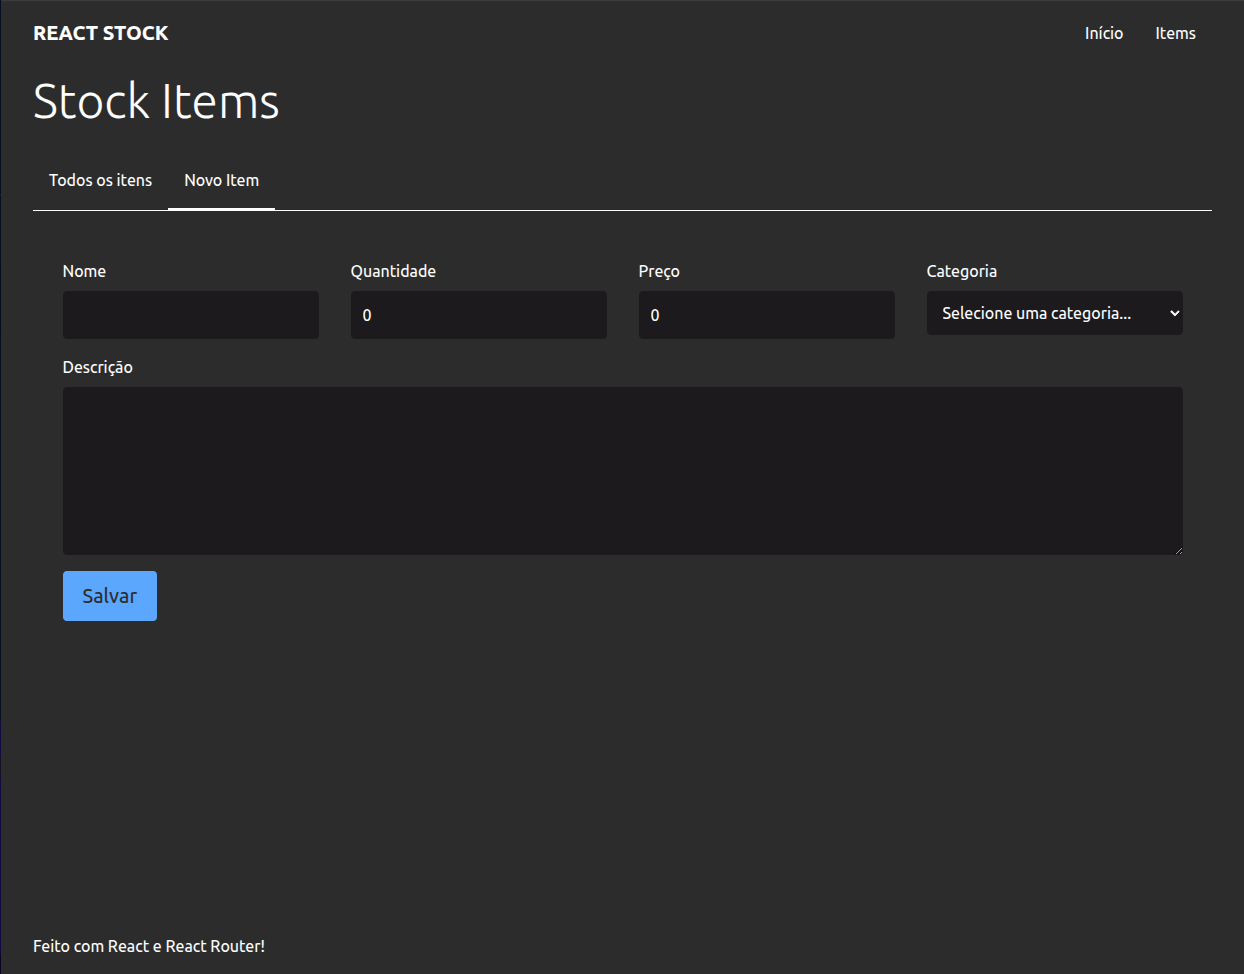 REACT STOCK
Início Items
Stock Items
Todos os itens Novo Item
Nome Quantidade Preço Categoria
0 0 Selecione uma categoria...
Descrição
Salvar
Feito com React e React Router!